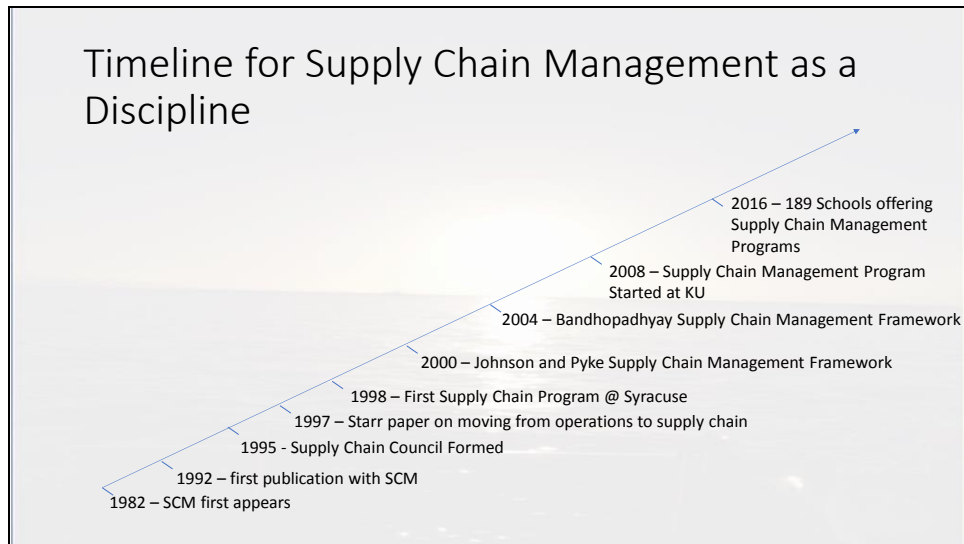 Timeline for Supply Chain Management as a
Discipline
2016 – 189 Schools offering
Supply Chain Management
Programs
2008 – Supply Chain Management Program
Started at KU
2004 – Bandhopadhyay Supply Chain Management Framework
2000 – Johnson and Pyke Supply Chain Management Framework
1998 – First Supply Chain Program @ Syracuse
1997 – Starr paper on moving from operations to supply chain
1995 - Supply Chain Council Formed
1992 – first publication with SCM
1982 – SCM first appears